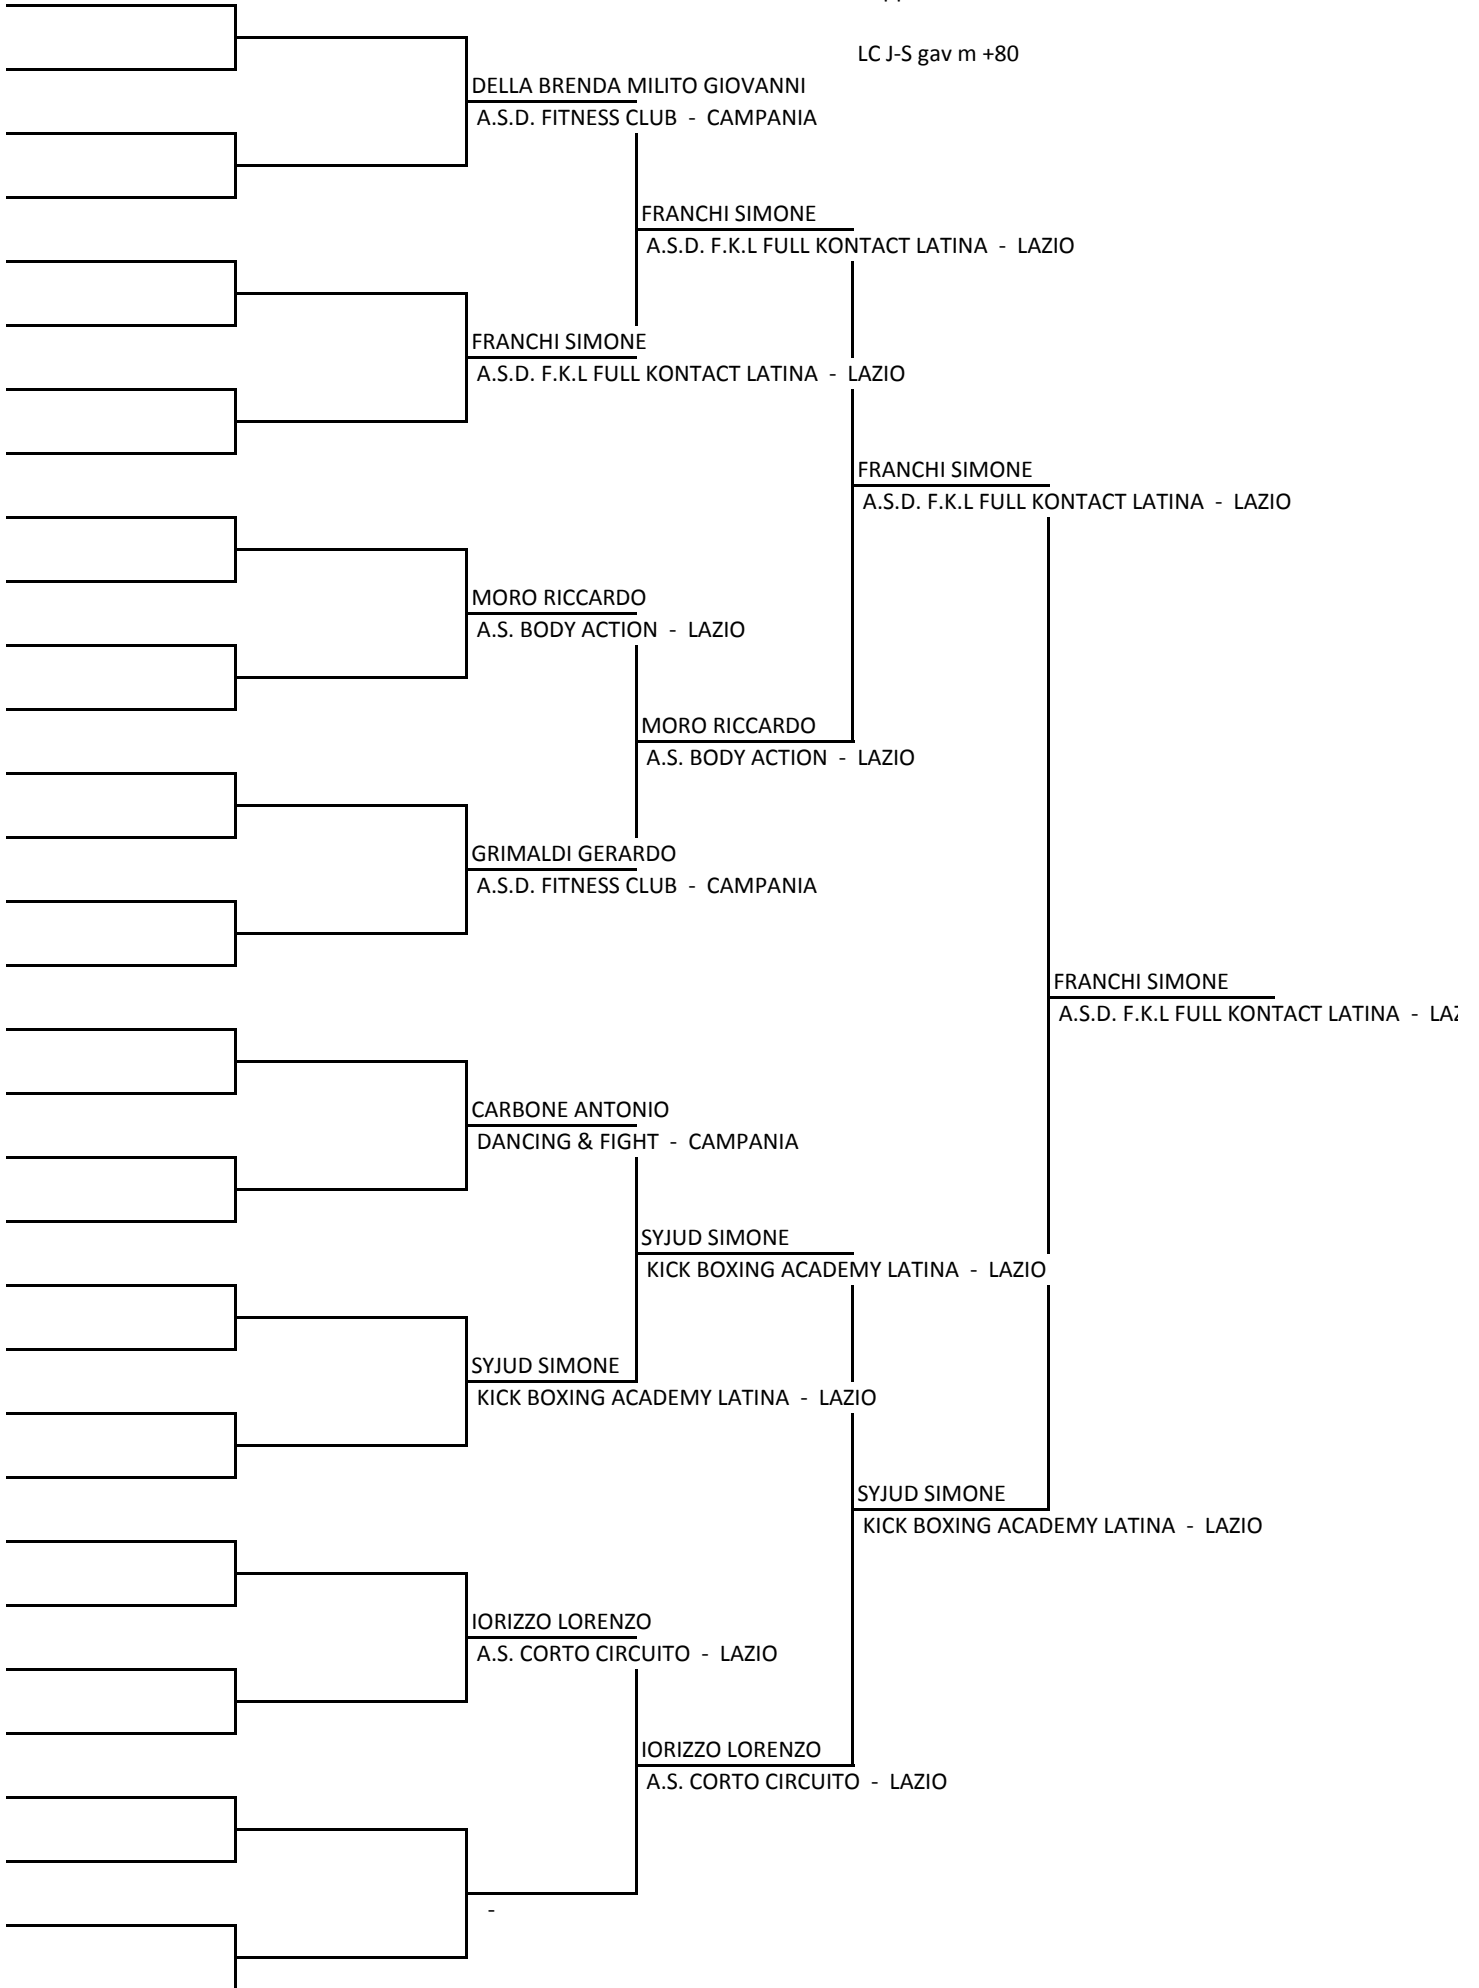 LC J-S gav m +80
DELLA BRENDA MILITO GIOVANNI
A.S.D. FITNESS CLUB - CAMPANIA
FRANCHI SIMONE
A.S.D. F.K.L FULL KONTACT LATINA - LAZIO
FRANCHI SIMONE
A.S.D. F.K.L FULL KONTACT LATINA - LAZIO
FRANCHI SIMONE
A.S.D. F.K.L FULL KONTACT LATINA - LAZIO
MORO RICCARDO
A.S. BODY ACTION - LAZIO
MORO RICCARDO
A.S. BODY ACTION - LAZIO
GRIMALDI GERARDO
A.S.D. FITNESS CLUB - CAMPANIA
FRANCHI SIMONE
A.S.D. F.K.L FULL KONTACT LATINA -
CARBONE ANTONIO
DANCING & FIGHT - CAMPANIA
SYJUD SIMONE
KICK BOXING ACADEMY LATINA - LAZIO
SYJUD SIMONE
KICK BOXING ACADEMY LATINA - LAZIO
SYJUD SIMONE
KICK BOXING ACADEMY LATINA - LAZIO
IORIZZO LORENZO
A.S. CORTO CIRCUITO - LAZIO
IORIZZO LORENZO
A.S. CORTO CIRCUITO - LAZIO
-